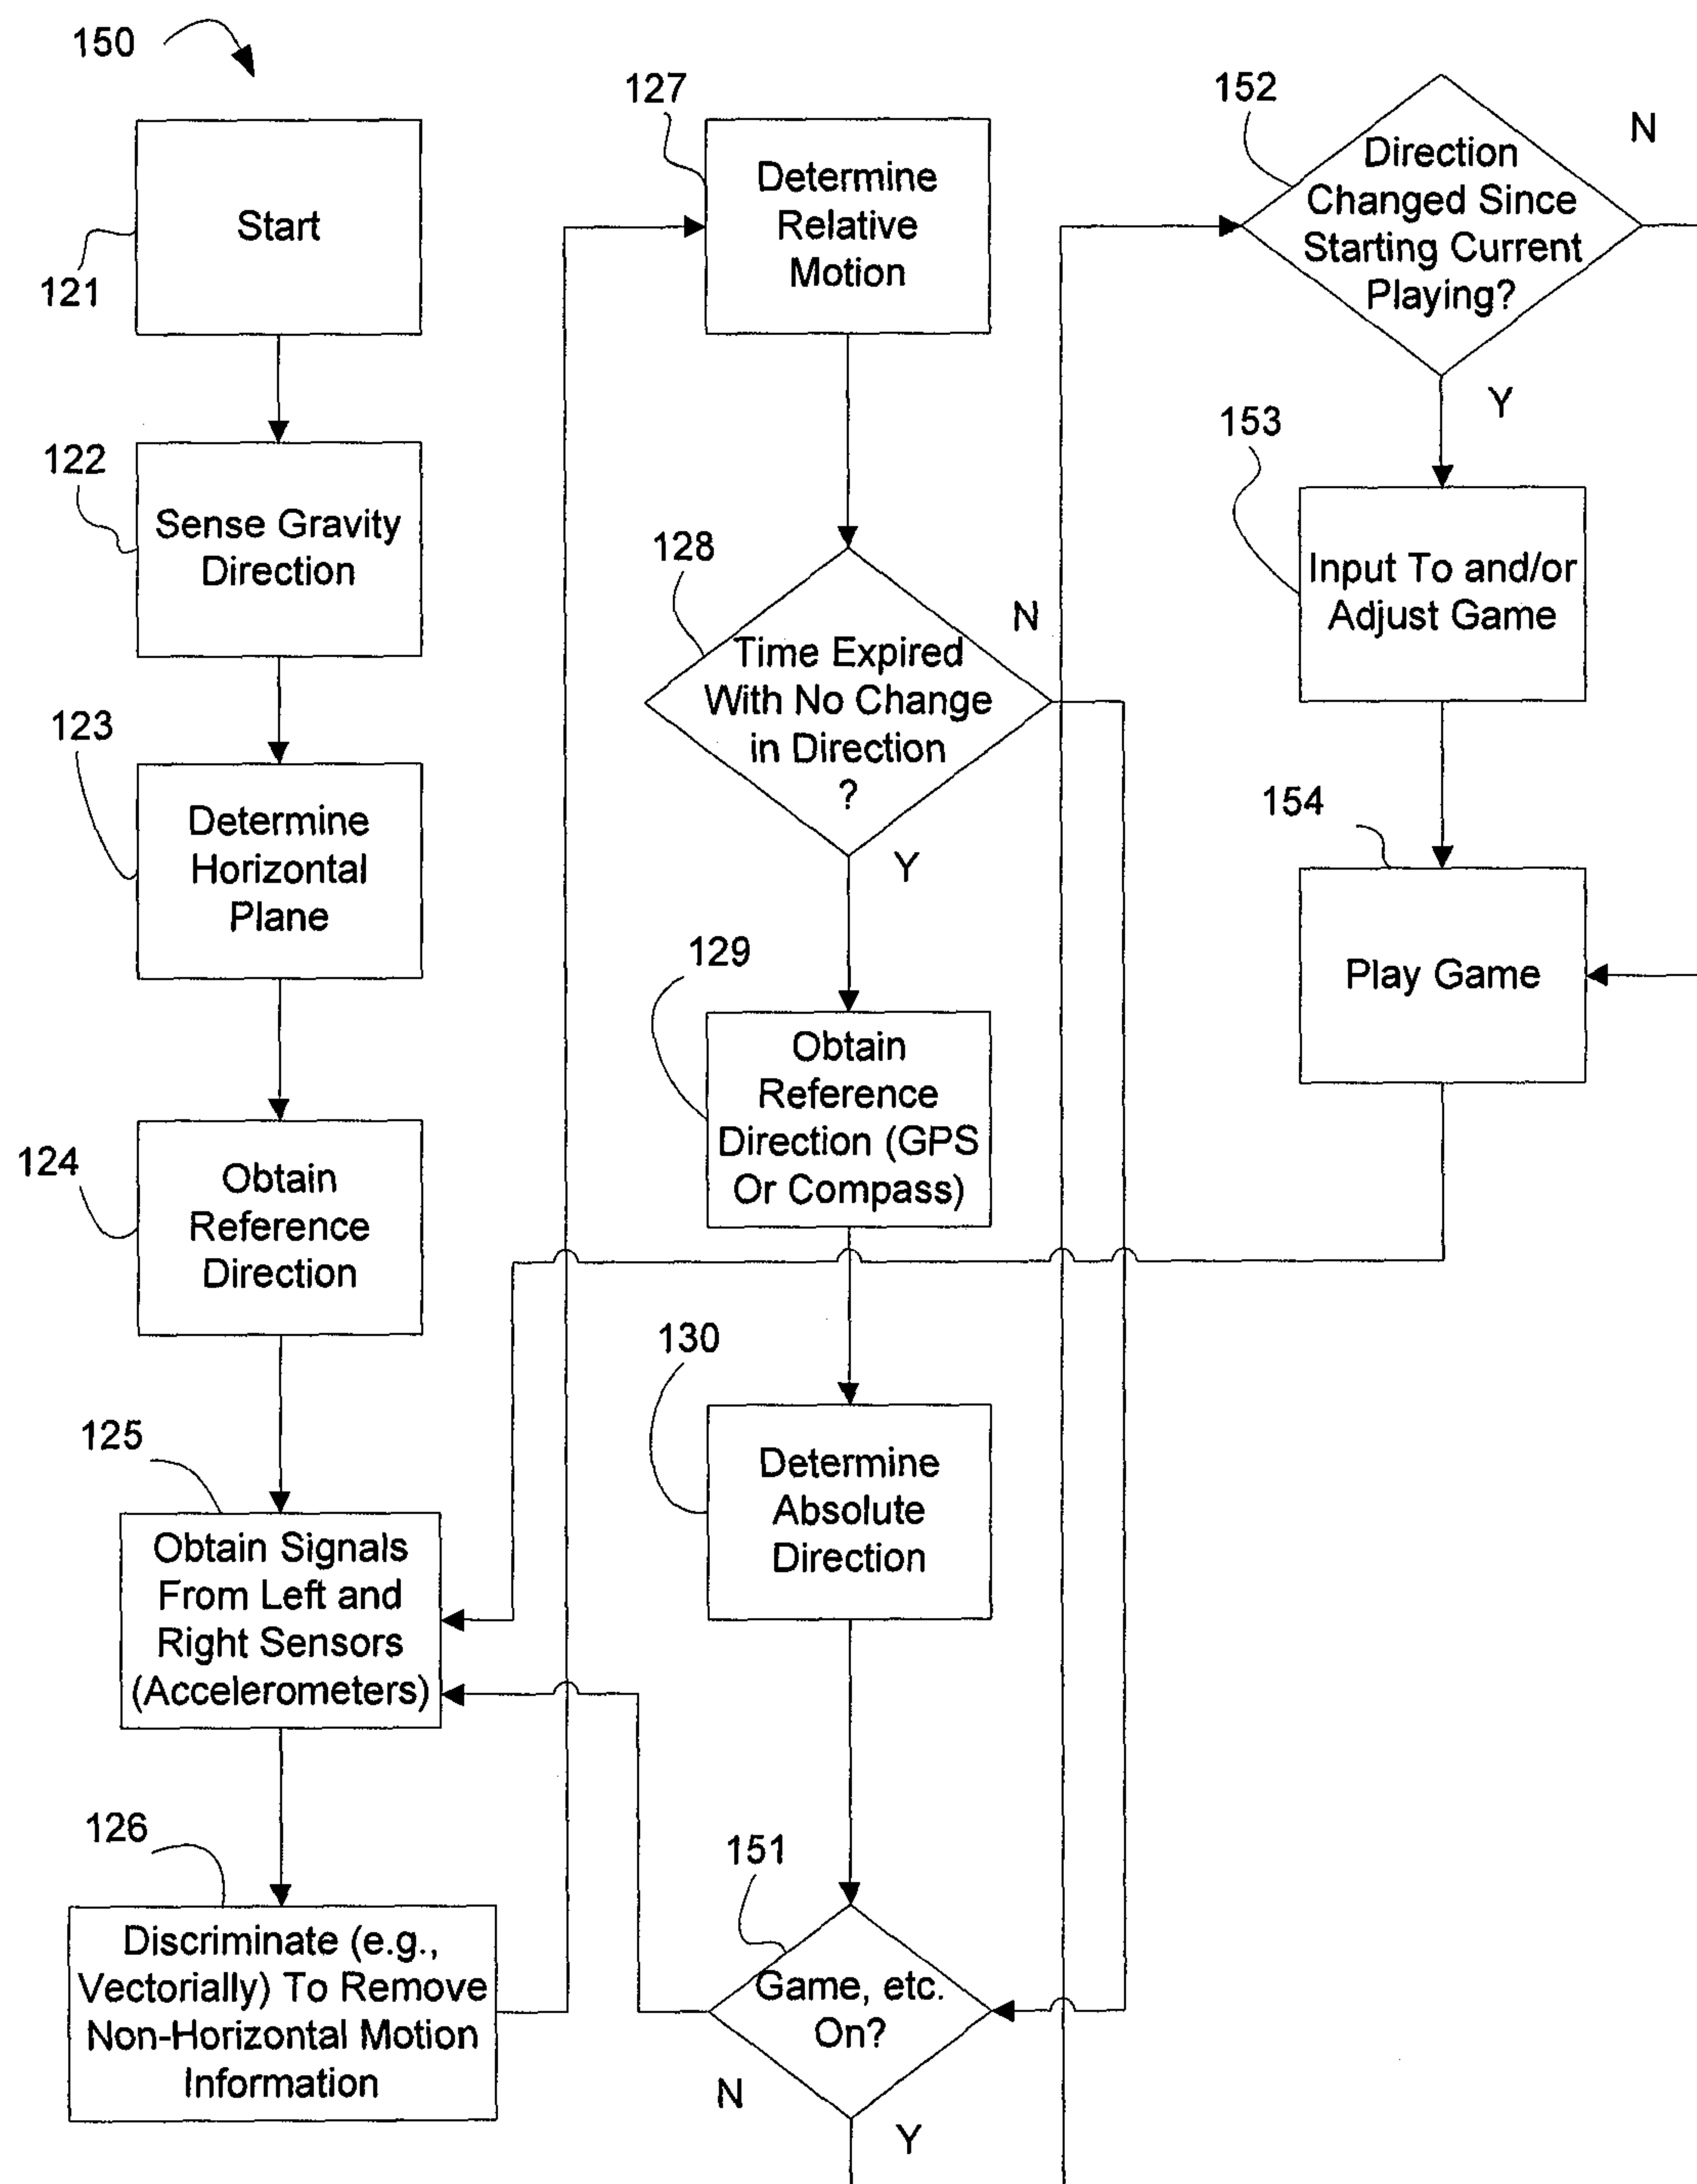 150
121
Start
122
Sense Gravity
Direction
123
Determine
Horizontal
Plane
124
Obtain
Reference
Direction
125
Obtain Signals
From Left and
Right Sensors
(Accelerometers)
126
Discriminate (e.g.,
Vectorially) To Remove
Non-Horizontal Motion
Information
127
Determine
Relative
Motion
128
Time Expired
With No Change
in Direction
?
N
Y
129
Obtain
Reference
Direction (GPS
Or Compass)
130
Determine
Absolute
Direction
151
Game, etc.
On?
N
Y
152
Direction
Changed Since
Starting Current
Playing?
N
Y
153
Input To and/or
Adjust Game
154
Play Game